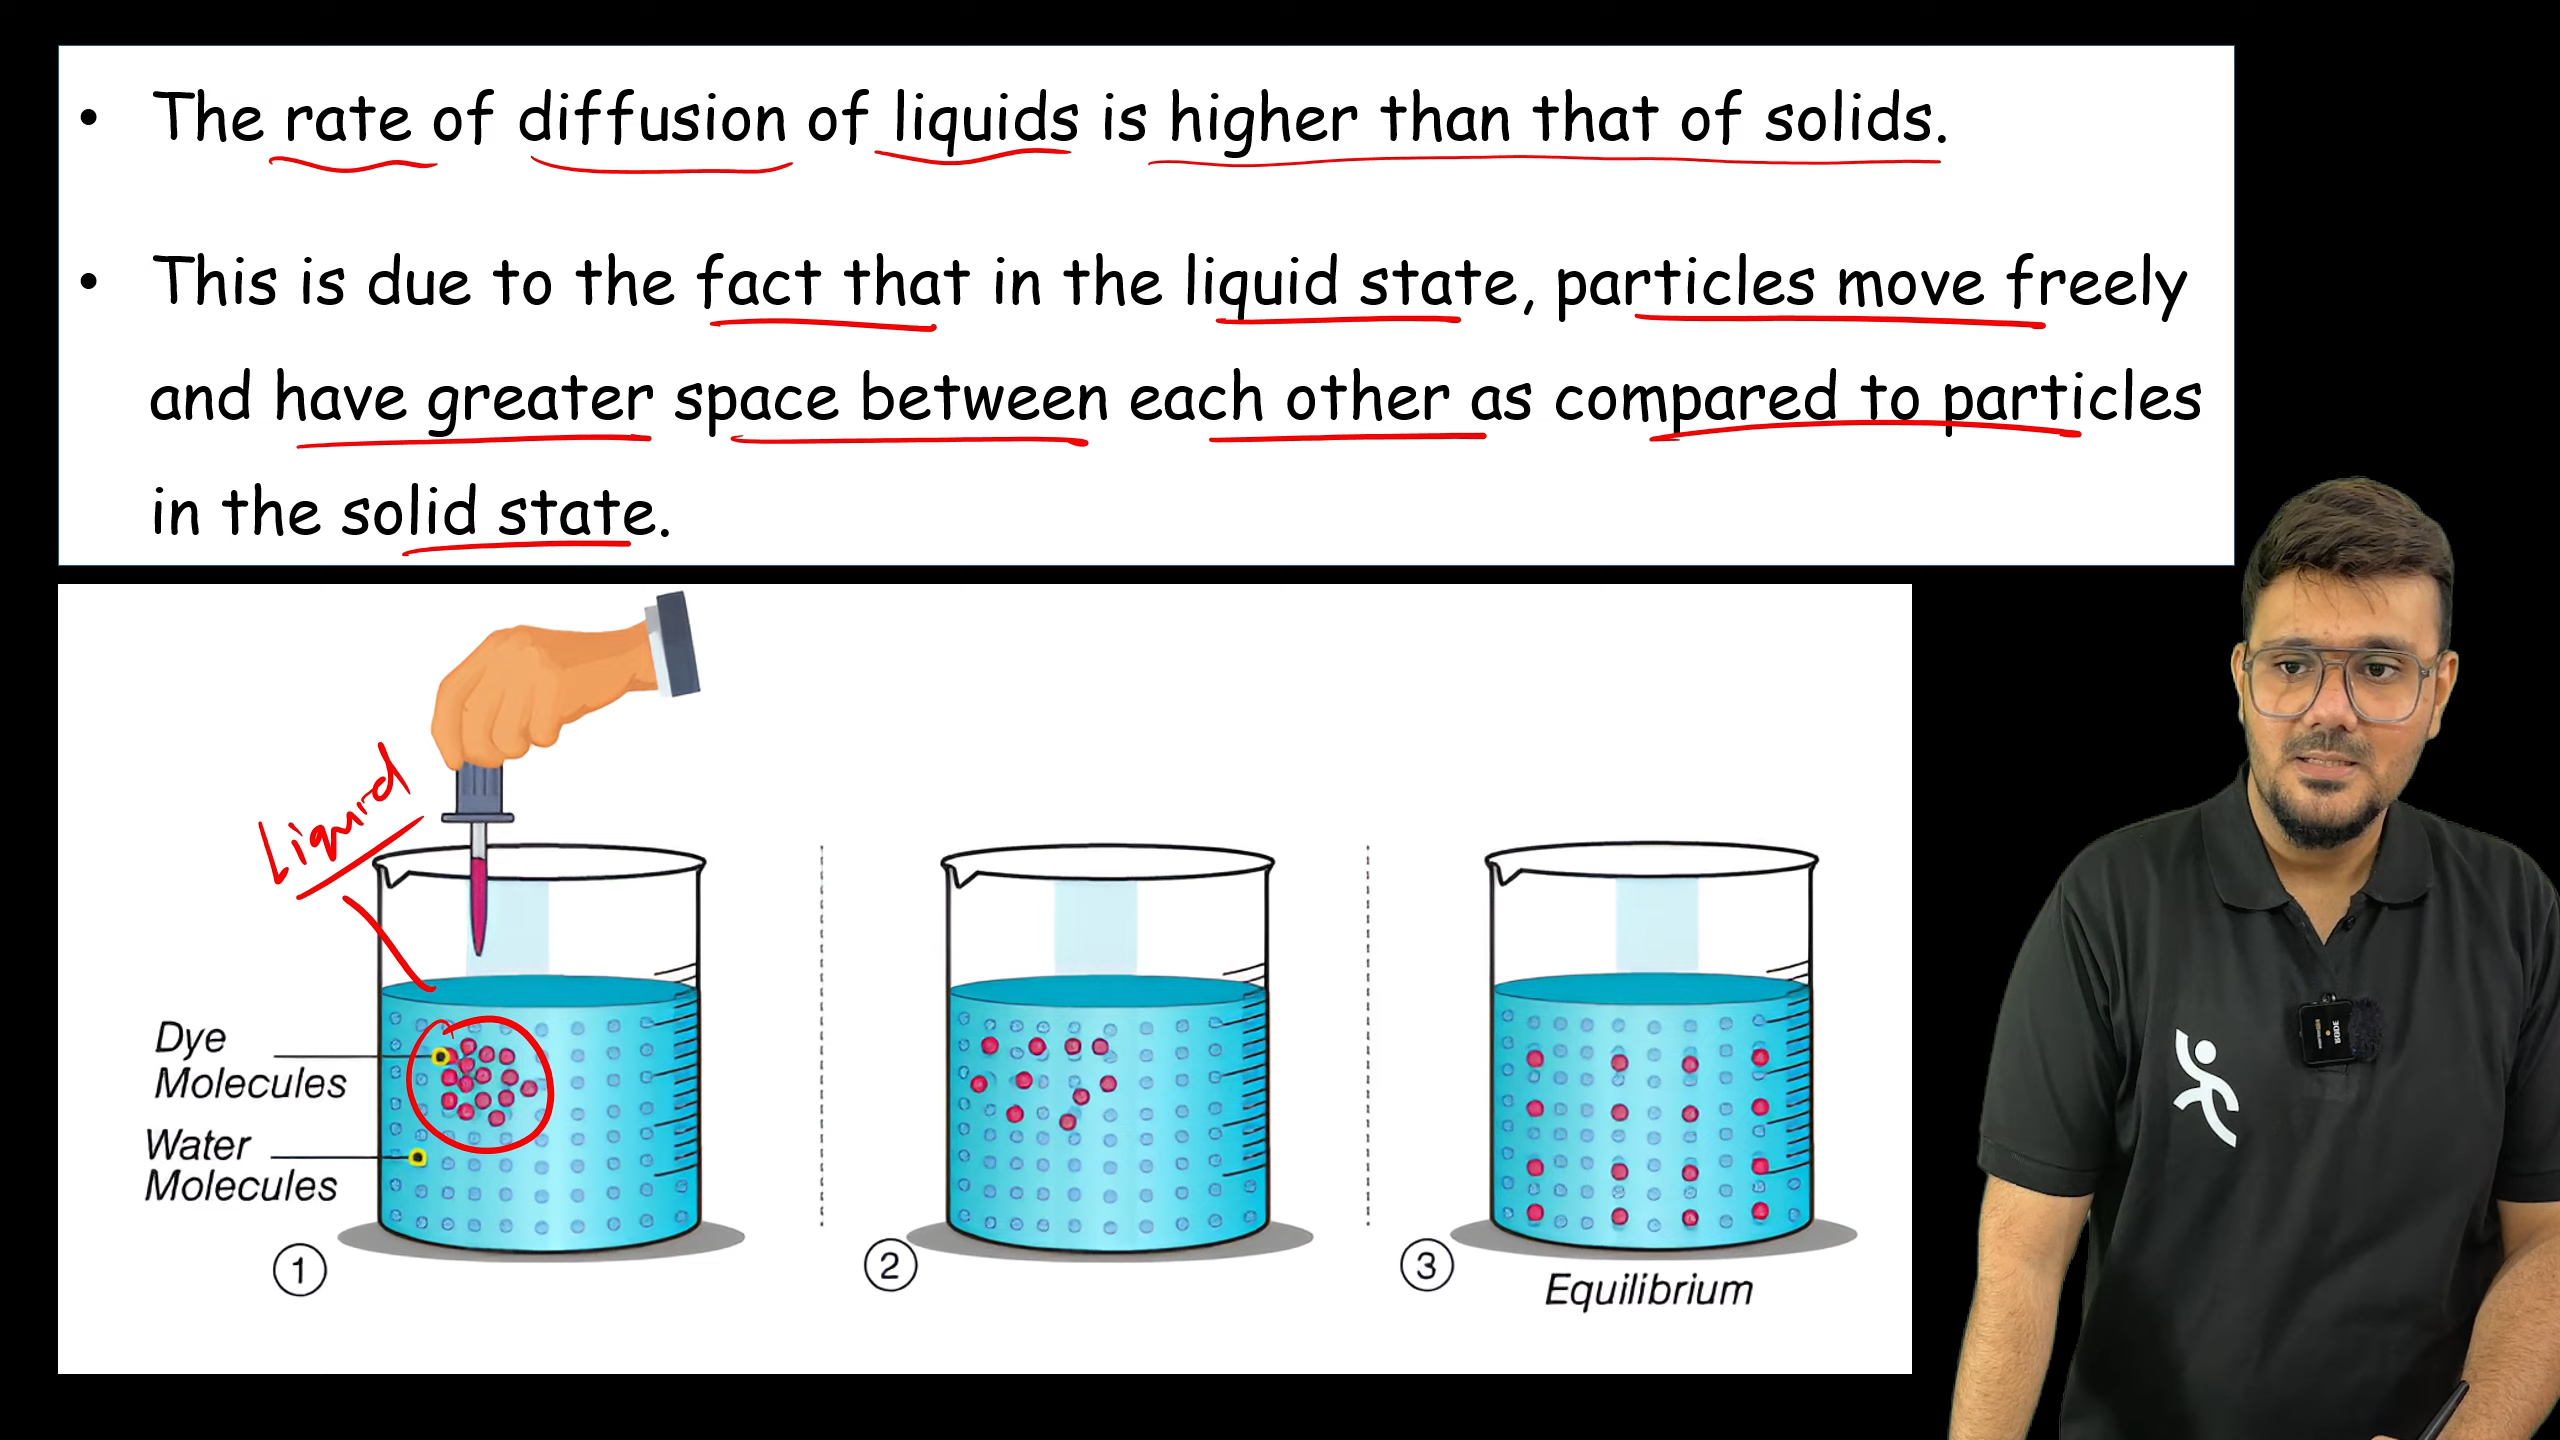 • The rate of diffusion of liquids is higher than that of solids.
• This is due to the fact that in the liquid state, particles move freely
and have greater space between each other as compared to particles
in the solid state.
Liquid
Dye
Molecules
Water
Molecules
1
2
3
Equilibrium
RODE